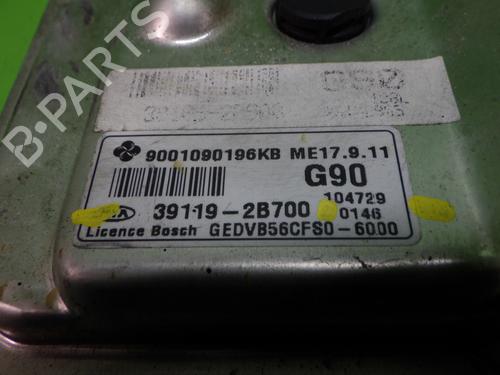 B-PARTS
9001090196KB ME17.9.11
G90
104729
39119-2B700 0146
Licence Bosch GEDVB56CFS0-6000